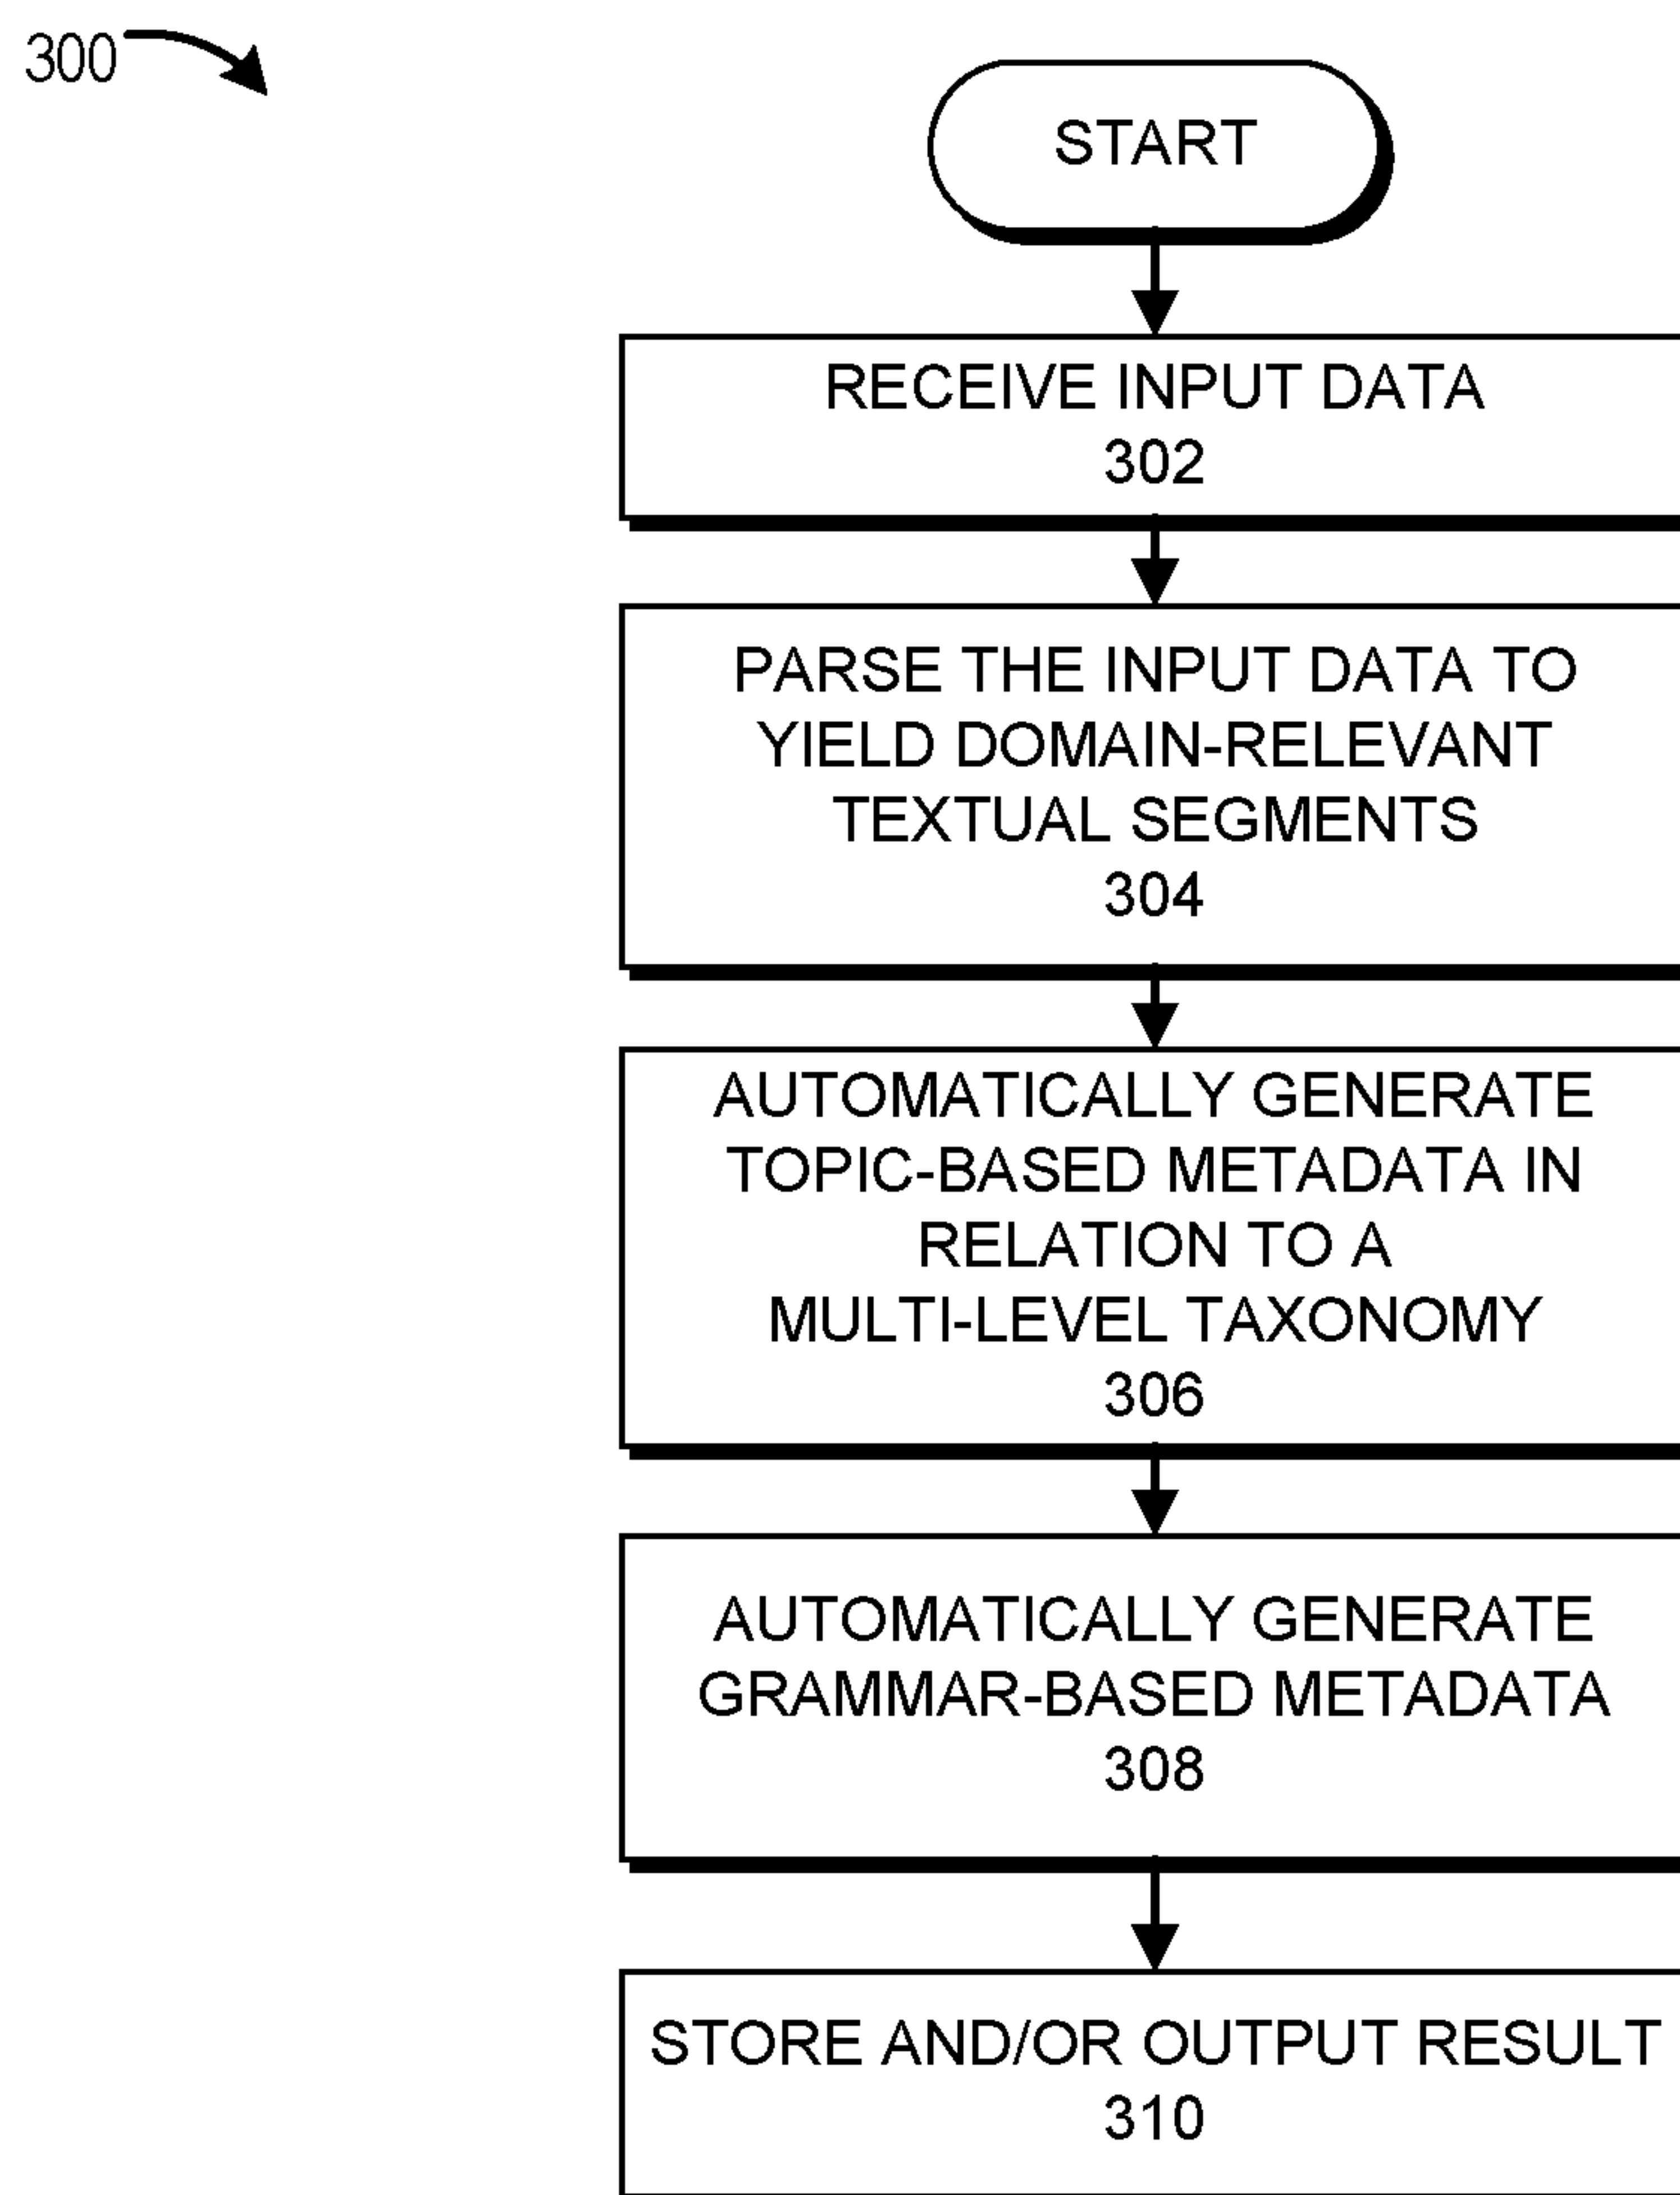 300
START
RECEIVE INPUT DATA
302
PARSE THE INPUT DATA TO
YIELD DOMAIN-RELEVANT
TEXTUAL SEGMENTS
304
AUTOMATICALLY GENERATE
TOPIC-BASED METADATA IN
RELATION TO A
MULTI-LEVEL TAXONOMY
306
AUTOMATICALLY GENERATE
GRAMMAR-BASED METADATA
308
STORE AND/OR OUTPUT RESULT
310